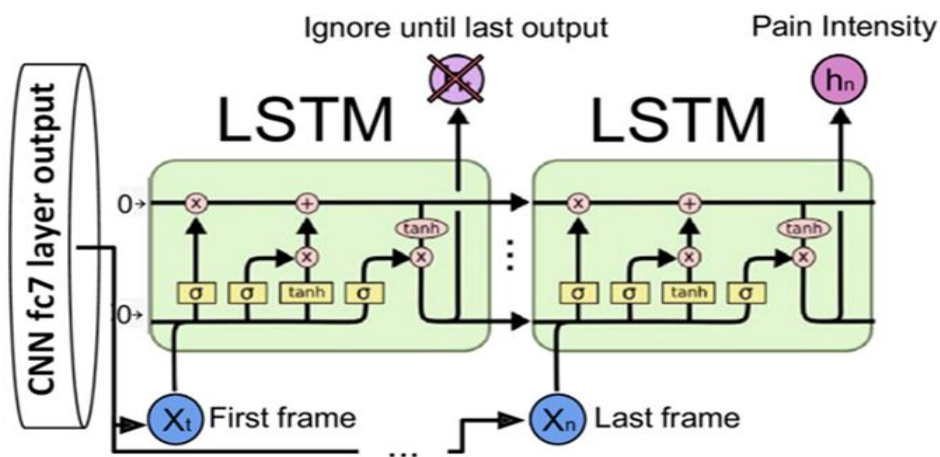 Ignore until last output
Pain Intensity
CNN fc7 layer output
hn
LSTM
LSTM
0→
x
+
x
+
tanh
tanh
...
x
x
x
x
σ
σ
tanh
σ
σ
σ
tanh
σ
0→
Xt
First frame
Xn
Last frame
...